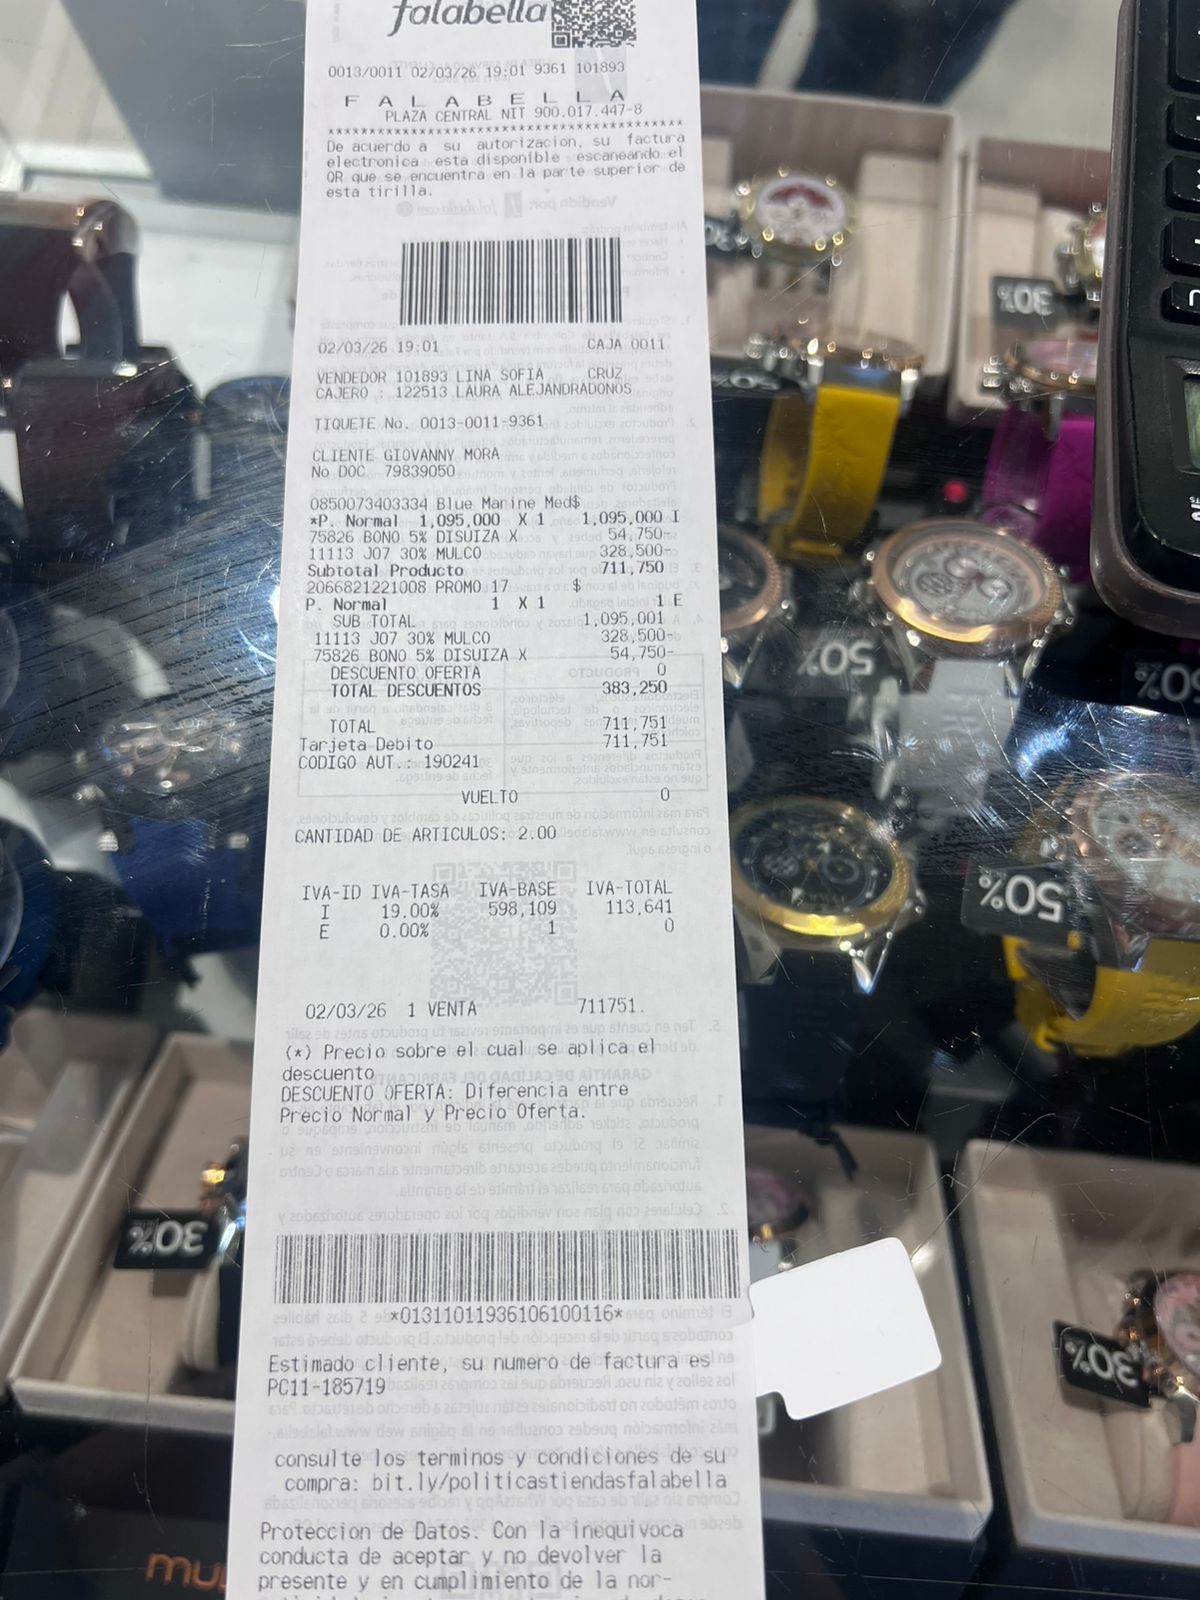 falabella
0013/0011 02/03/26 19:01 9361 101893
F A L A B E L L A
PLAZA CENTRAL NIT 900.017.447-8
****************************************
De acuerdo a su autorizacion, su factura
electronica esta disponible escaneando el
QR que se encuentra en la parte superior de
esta tirilla.
02/03/26 19:01 CAJA 0011
VENDEDOR 101893 LINA SOFIA CRUZ
CAJERO : 122513 LAURA ALEJANDRADONOS
TIQUETE No. 0013-0011-9361
CLIENTE GIOVANNY MORA
No DOC 79839050
0850073403334 Blue Marine Med$
*P. Normal 1,095,000 X 1 1,095,000 I
75826 BONO 5% DISUIZA X 54,750-
11113 J07 30% MULCO 328,500-
Subtotal Producto 711,750
2066821221008 PROMO 17 $
P. Normal 1 X 1 1 E
SUB TOTAL 1,095,001
11113 J07 30% MULCO 328,500-
75826 BONO 5% DISUIZA X 54,750-
DESCUENTO OFERTA 0
TOTAL DESCUENTOS 383,250
TOTAL 711,751
Tarjeta Debito 711,751
CODIGO AUT.: 190241
VUELTO 0
CANTIDAD DE ARTICULOS: 2.00
IVA-ID IVA-TASA IVA-BASE IVA-TOTAL
I 19.00% 598,109 113,641
E 0.00% 1 0
02/03/26 1 VENTA 711751.
(*) Precio sobre el cual se aplica el
descuento
DESCUENTO OFERTA: Diferencia entre
Precio Normal y Precio Oferta.
*01311011936106100116*
Estimado cliente, su numero de factura es
PC11-185719
consulte los terminos y condiciones de su
compra: bit.ly/politicastiendasfalabella
Proteccion de Datos. Con la inequivoca
conducta de aceptar y no devolver la
presente y en cumplimiento de la nor-
30%
50%
50%
50%
30%
30%